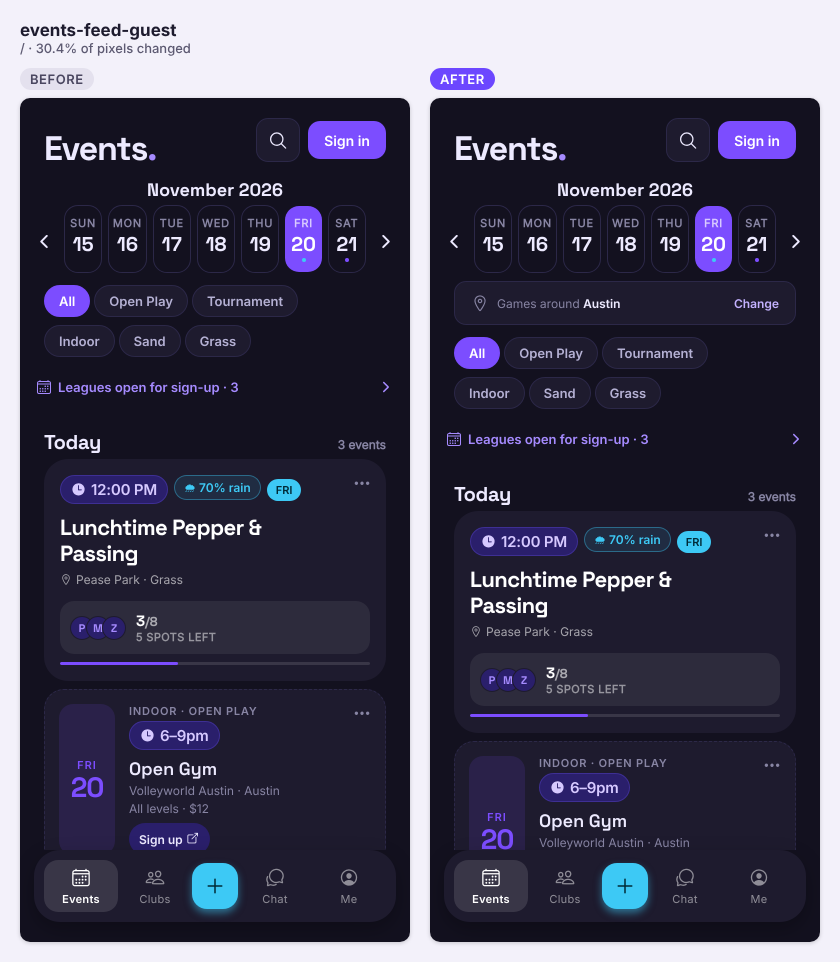 events-feed-guest
/ · 30.4% of pixels changed
BEFORE
Events.
Sign in
November 2026
SUN MON TUE WED THU FRI SAT
15 16 17 18 19 20 21
All Open Play Tournament
Indoor Sand Grass
Leagues open for sign-up · 3
Today
3 events
12:00 PM 70% rain FRI
Lunchtime Pepper &
Passing
Pease Park · Grass
P M Z
3/8
5 SPOTS LEFT
INDOOR · OPEN PLAY
6–9pm
FRI
20
Open Gym
Volleyworld Austin · Austin
All levels · $12
Sign up
Events Clubs Chat Me
AFTER
Events.
Sign in
November 2026
SUN MON TUE WED THU FRI SAT
15 16 17 18 19 20 21
Games around Austin
Change
All Open Play Tournament
Indoor Sand Grass
Leagues open for sign-up · 3
Today
3 events
12:00 PM 70% rain FRI
Lunchtime Pepper &
Passing
Pease Park · Grass
P M Z
3/8
5 SPOTS LEFT
INDOOR · OPEN PLAY
6–9pm
FRI
20
Open Gym
Volleyworld Austin · Austin
Events Clubs Chat Me